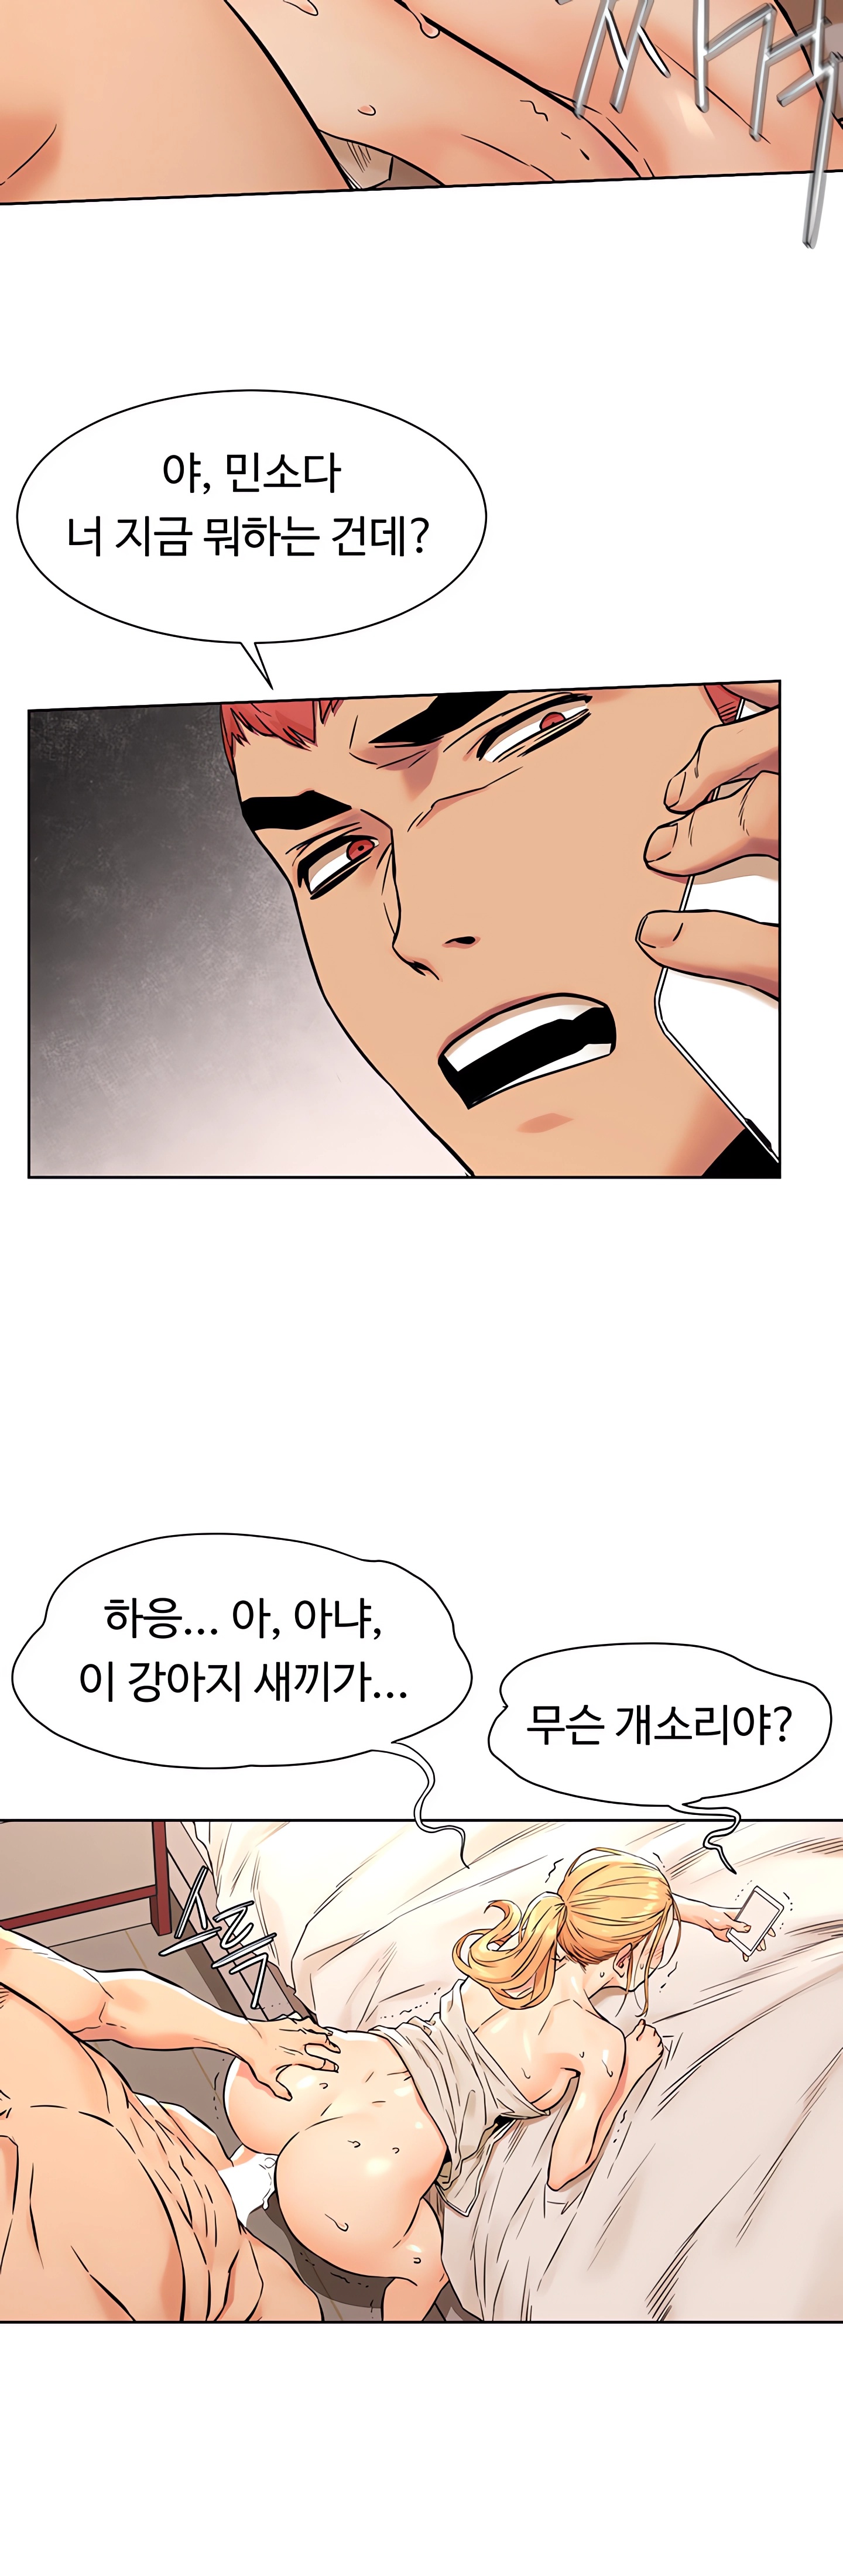 야, 민소다
너 지금 뭐하는 건데?
하응... 아, 아냐,
이 강아지 새끼가...
무슨 개소리야?